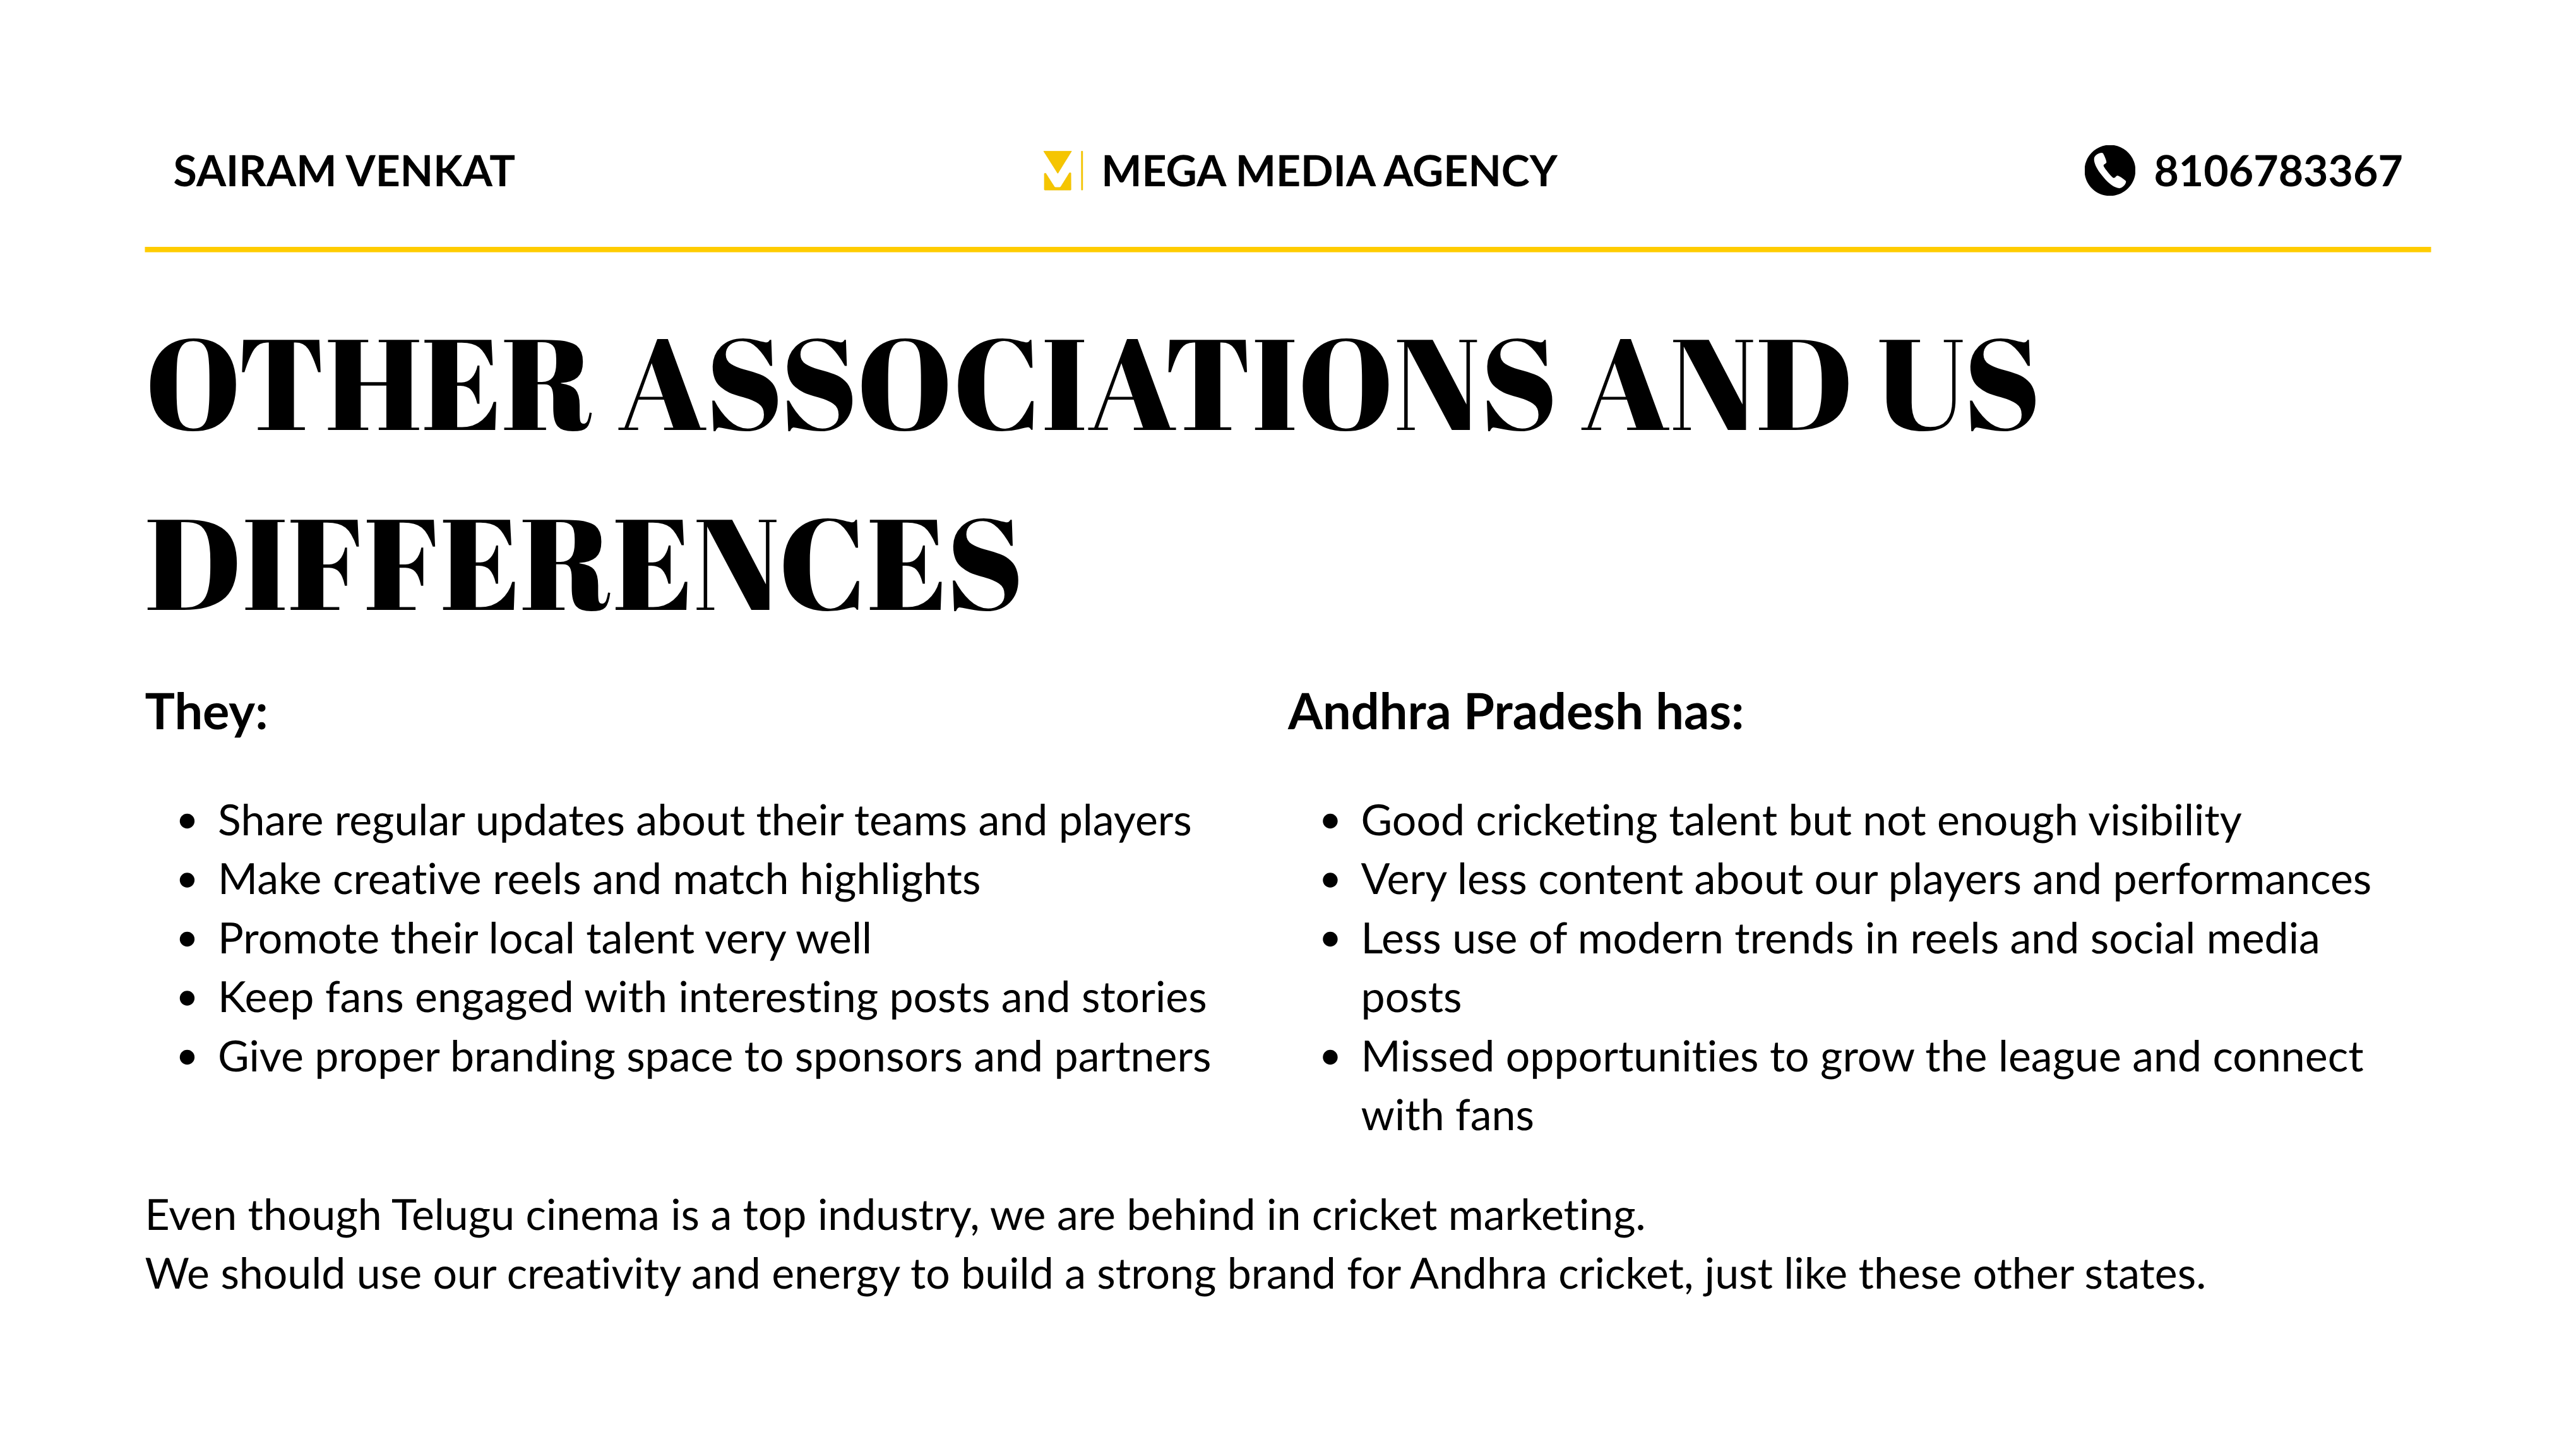 SAIRAM VENKAT
MEGA MEDIA AGENCY
8106783367
OTHER ASSOCIATIONS AND US
DIFFERENCES
They:
Share regular updates about their teams and players
Make creative reels and match highlights
Promote their local talent very well
Keep fans engaged with interesting posts and stories
Give proper branding space to sponsors and partners
Andhra Pradesh has:
Good cricketing talent but not enough visibility
Very less content about our players and performances
Less use of modern trends in reels and social media
posts
Missed opportunities to grow the league and connect
with fans
Even though Telugu cinema is a top industry, we are behind in cricket marketing.
We should use our creativity and energy to build a strong brand for Andhra cricket, just like these other states.